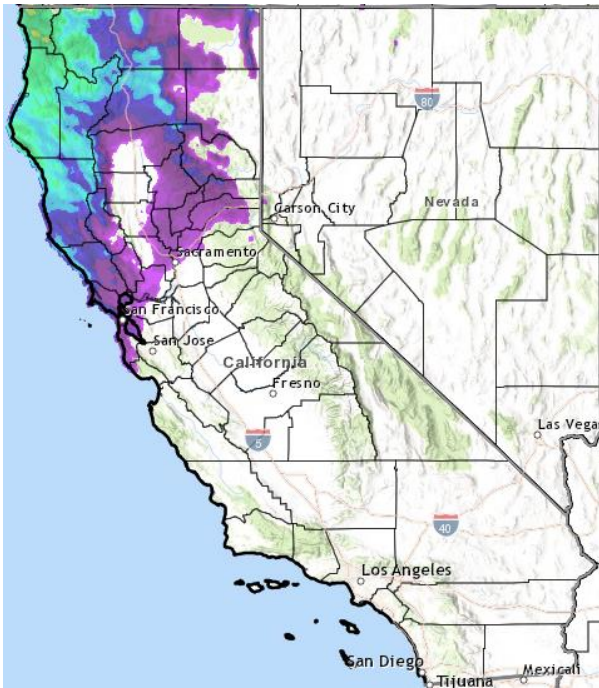 80
Carson City
Nevada
Sacramento
San Francisco
San Jose
California
Fresno
Las Vega
5
40
Los Angeles
San Diego
Tijuana
Mexicali